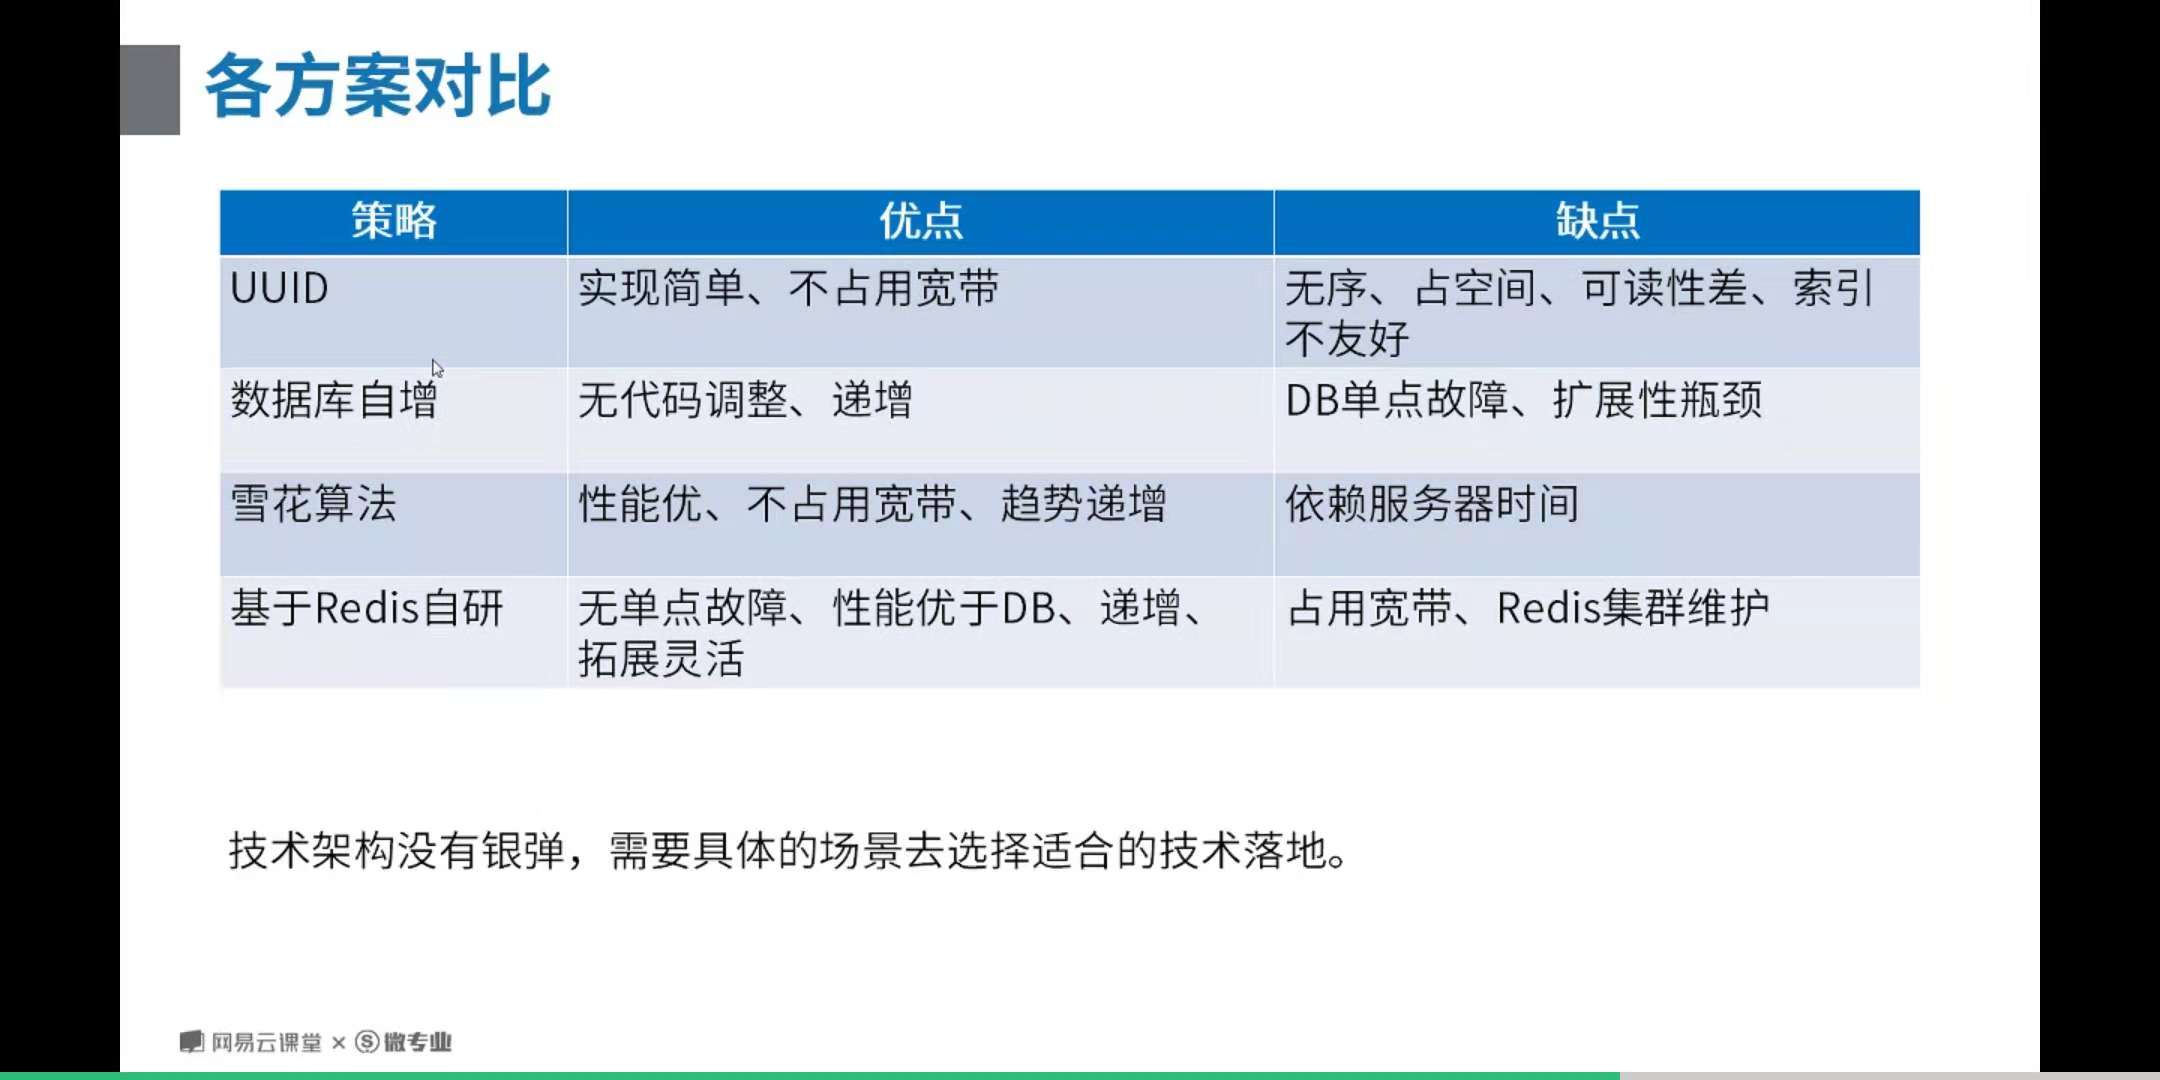 各方案对比
策略 优点 缺点
UUID 实现简单、不占用宽带 无序、占空间、可读性差、索引
不友好
数据库自增 无代码调整、递增 DB单点故障、扩展性瓶颈
雪花算法 性能优、不占用宽带、趋势递增 依赖服务器时间
基于Redis自研 无单点故障、性能优于DB、递增、 占用宽带、Redis集群维护
拓展灵活
技术架构没有银弹，需要具体的场景去选择适合的技术落地。
网易云课堂 × Ⓢ微专业